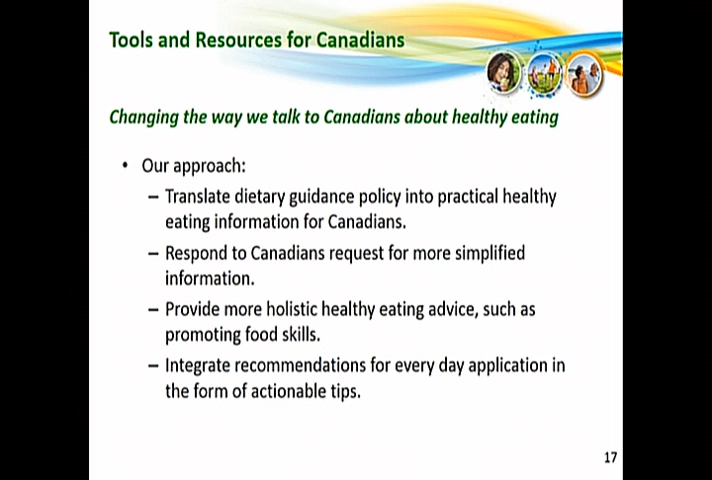 Tools and Resources for Canadians
Changing the way we talk to Canadians about healthy eating
• Our approach:
– Translate dietary guidance policy into practical healthy
eating information for Canadians.
– Respond to Canadians request for more simplified
information.
– Provide more holistic healthy eating advice, such as
promoting food skills.
– Integrate recommendations for every day application in
the form of actionable tips.
17